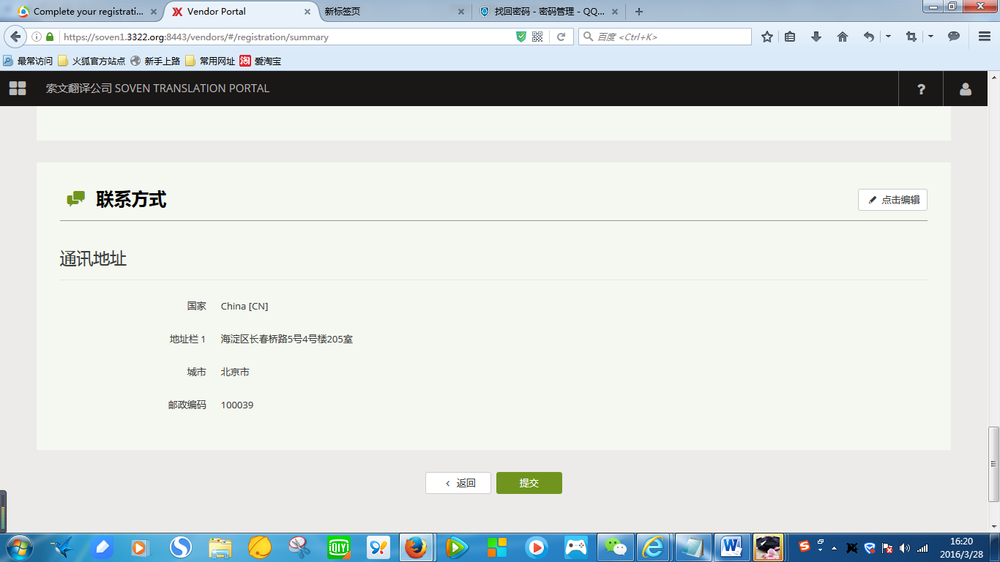 Complete your registrati...
Vendor Portal
新标签页
找回密码 - 密码管理 - QQ...
https://soven1.3322.org:8443/vendors/#/registration/summary
百度 <Ctrl+K>
最常访问
火狐官方站点
新手上路
常用网址
淘
爱淘宝
索文翻译公司 SOVEN TRANSLATION PORTAL
?
联系方式
点击编辑
通讯地址
国家 China [CN]
地址栏 1 海淀区长春桥路5号4号楼205室
城市 北京市
邮政编码 100039
返回
提交
iQIYI
16:20
2016/3/28